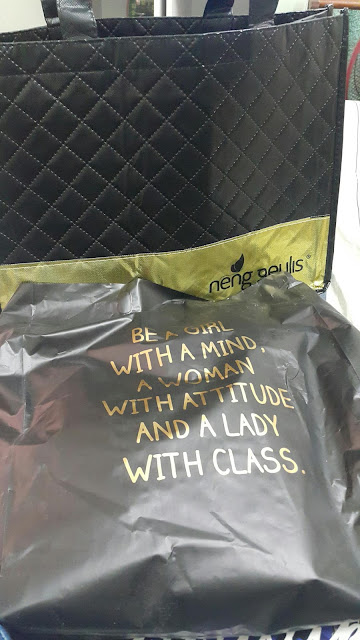 neng geulis®
BE A GIRL
WITH A MIND,
A WOMAN
WITH ATTITUDE
AND A LADY
WITH CLASS.